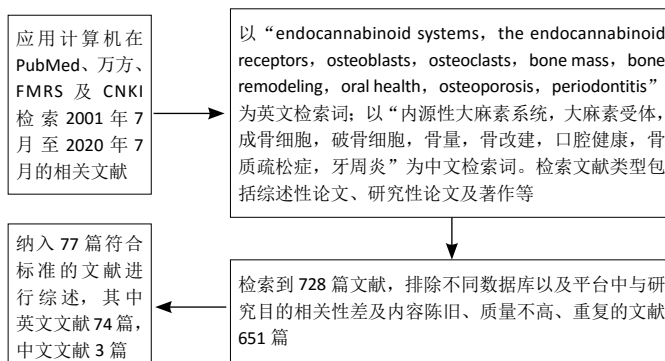 应用计算机在
PubMed、万方、
FMRS 及 CNKI
检索 2001 年 7
月至 2020 年 7
月的相关文献
以“endocannabinoid systems，the endocannabinoid
receptors，osteoblasts，osteoclasts，bone mass，bone
remodeling，oral health，osteoporosis，periodontitis”
为英文检索词；以“内源性大麻素系统，大麻素受体，
成骨细胞，破骨细胞，骨量，骨改建，口腔健康，骨
质疏松症，牙周炎”为中文检索词。检索文献类型包
括综述性论文、研究性论文及著作等
检索到 728 篇文献，排除不同数据库以及平台中与研
究目的相关性差及内容陈旧、质量不高、重复的文献
651 篇
纳入 77 篇符合
标准的文献进
行综述，其中
英文文献 74 篇，
中文文献 3 篇